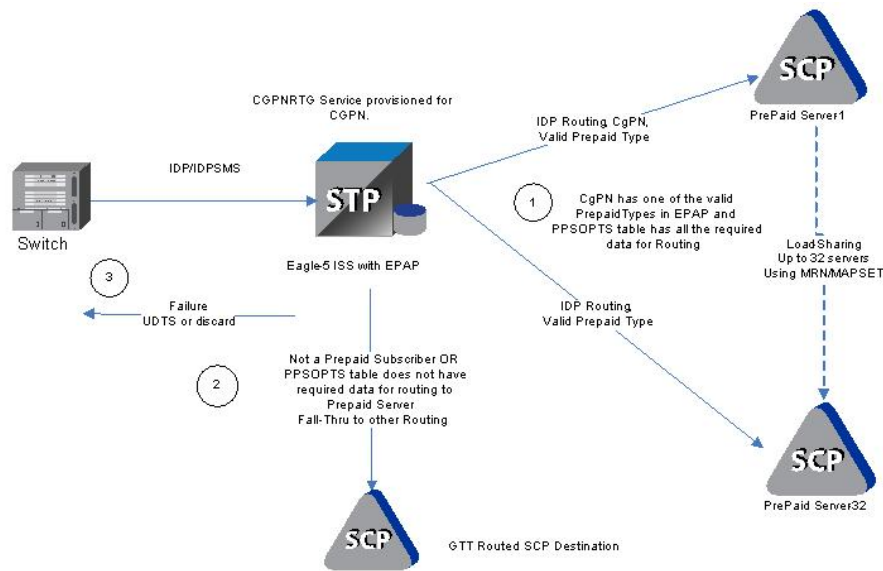 SCP
PrePaid Server1
CGPNRTG Service provisioned for
CGPN.
IDP Routing, CgPN,
Valid Prepaid Type
IDP/IDPSMS
STP
Switch
1
CgPN has one of the valid
PrepaidTypes in EPAP and
PPSOPTS table has all the required
data for Routing
Load-Sharing
Up to 32 servers
Using MRN/MAPSET
Eagle-5 ISS with EPAP
3
Failure
UDTS or discard
IDP Routing,
Valid Prepaid Type
2
Not a Prepaid Subscriber OR
PPSOPTS table does not have
required data for routing to
Prepaid Server
Fall-Thru to other Routing
SCP
PrePaid Server32
SCP
GTT Routed SCP Destination